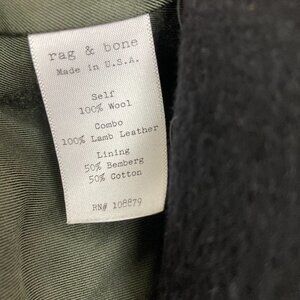 rag & bone
Made in U.S.A.
Self
100% Wool
Combo
100% Lamb Leather
Lining
50% Bemberg
50% Cotton
RN# 108879